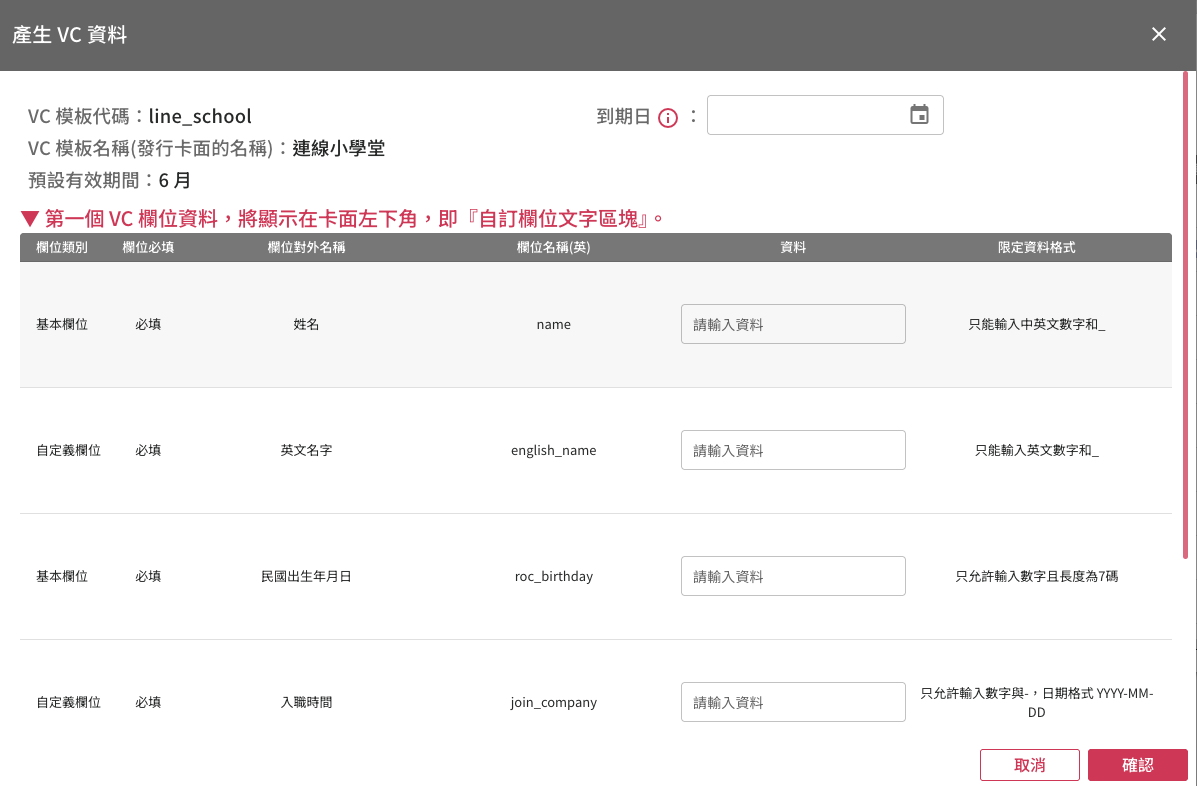 產生 VC 資料
VC 模板代碼：line_school
到期日 ：
VC 模板名稱(發行卡面的名稱)：連線小學堂
預設有效期間：6 月
▼ 第一個 VC 欄位資料，將顯示在卡面左下角，即『自訂欄位文字區塊』。
欄位類別 欄位必填 欄位對外名稱 欄位名稱(英) 資料 限定資料格式
基本欄位 必填 姓名 name 請輸入資料 只能輸入中英文數字和_
自定義欄位 必填 英文名字 english_name 請輸入資料 只能輸入英文數字和_
基本欄位 必填 民國出生年月日 roc_birthday 請輸入資料 只允許輸入數字且長度為7碼
自定義欄位 必填 入職時間 join_company 請輸入資料 只允許輸入數字與-，日期格式 YYYY-MM-
DD
取消 確認